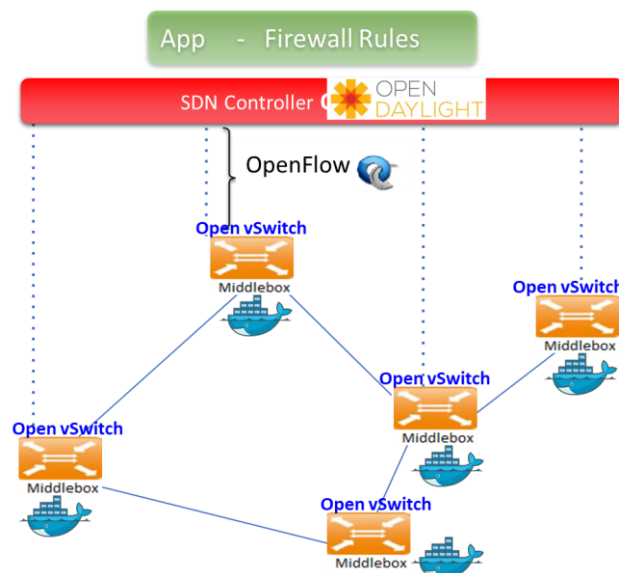 App - Firewall Rules
SDN Controller
OPEN
DAYLIGHT
OpenFlow
Open vSwitch
Middlebox
Open vSwitch
Middlebox
Open vSwitch
Middlebox
Open vSwitch
Middlebox
Open vSwitch
Middlebox